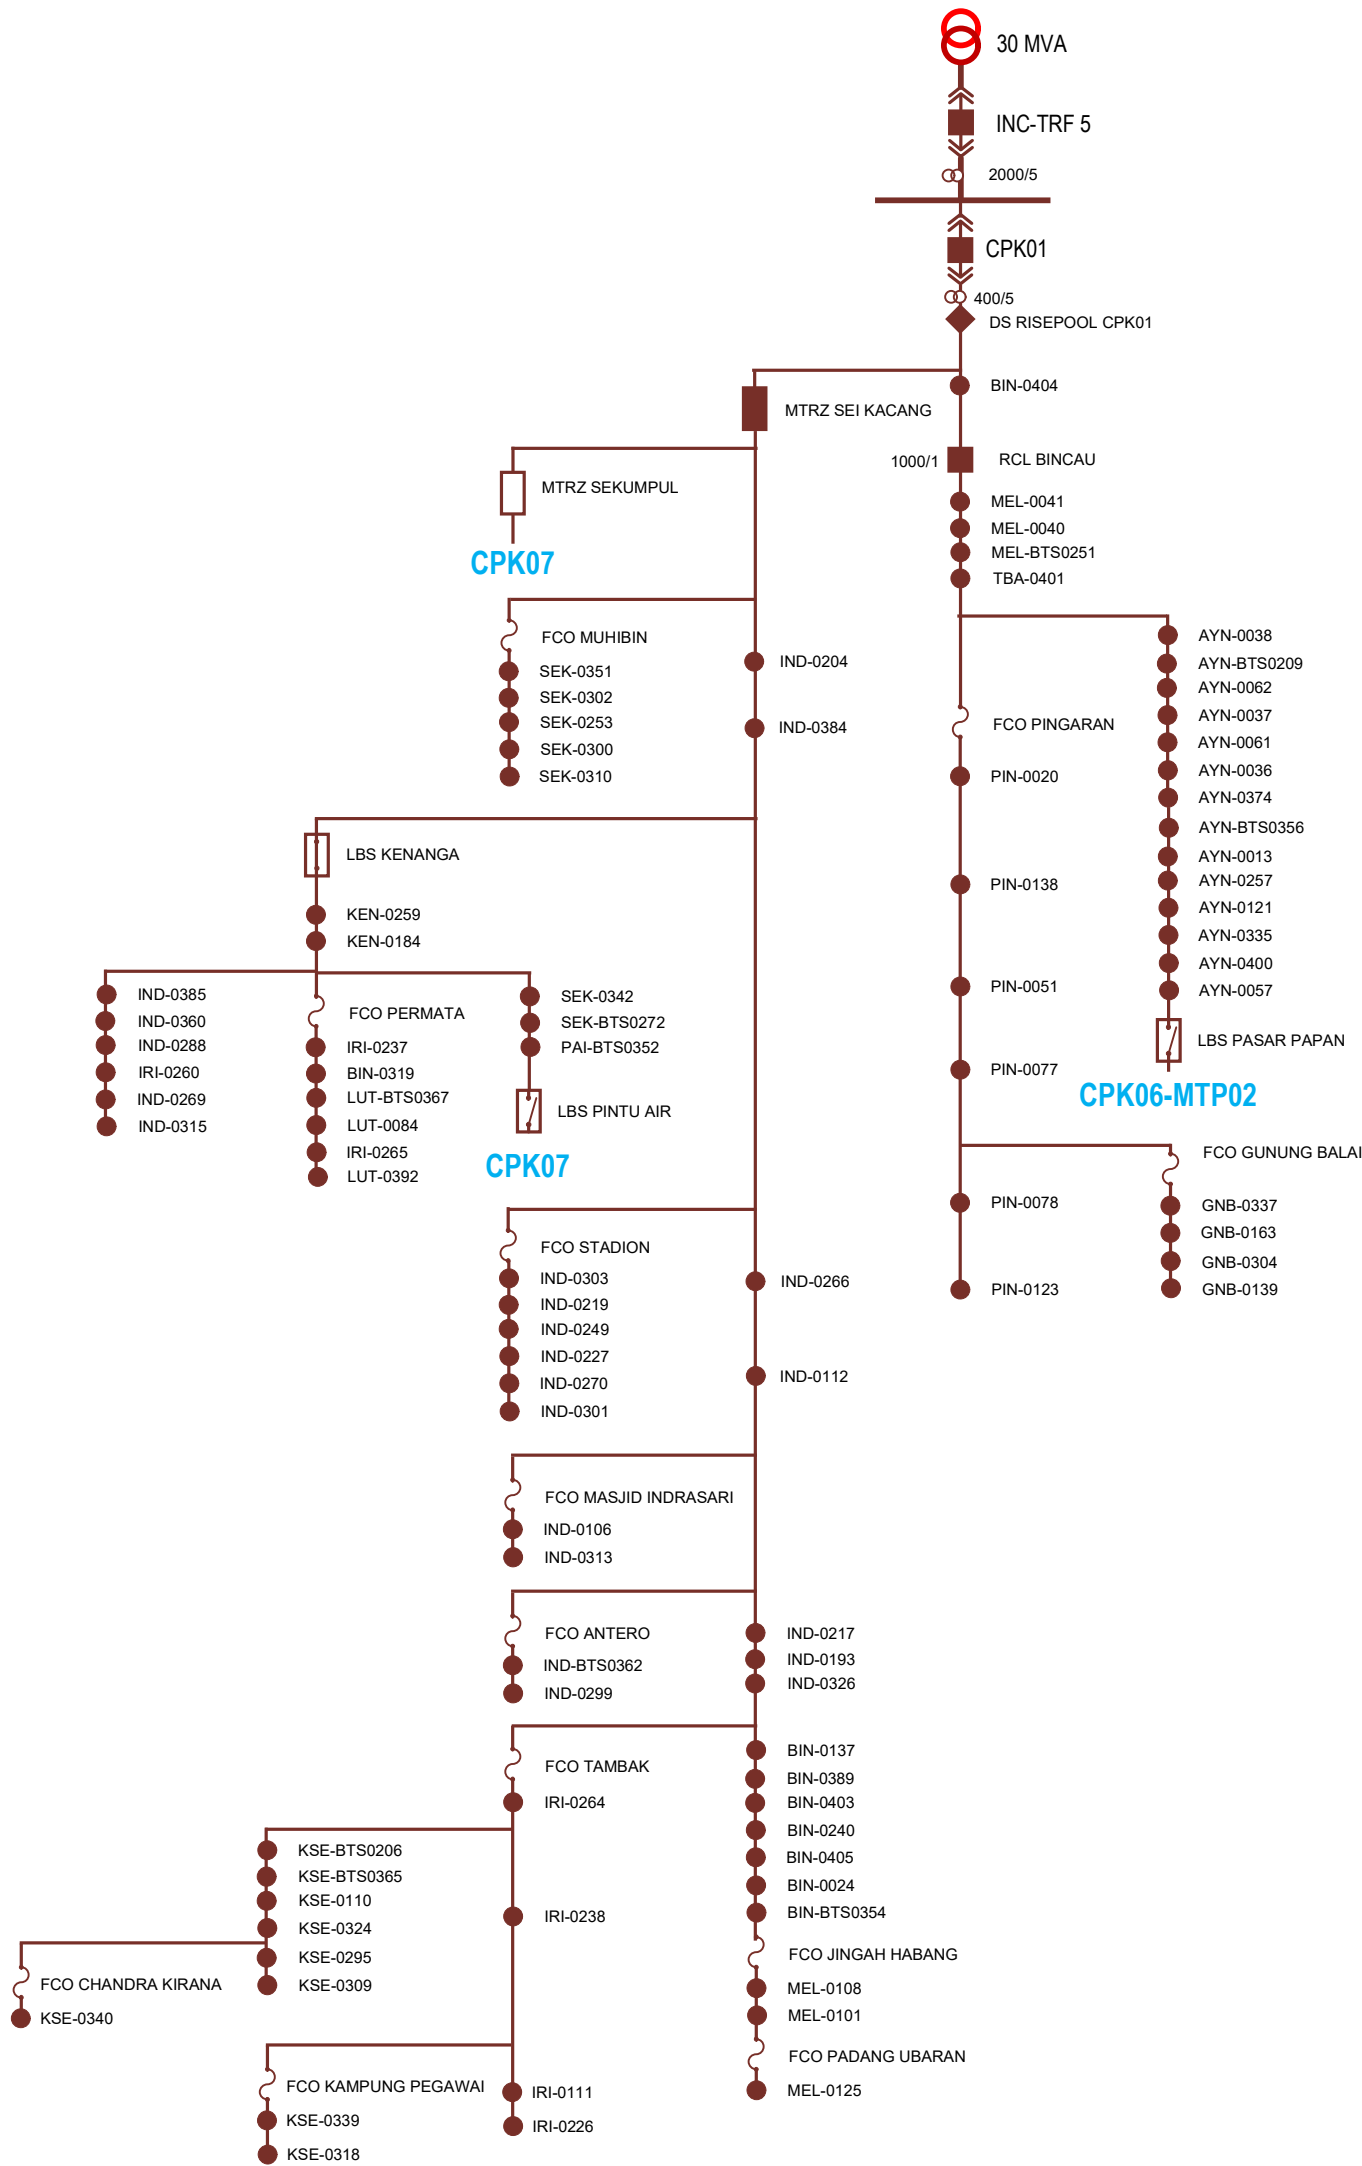 30 MVA
INC-TRF 5
2000/5
CPK01
400/5
DS RISEPOOL CPK01
BIN-0404
MTRZ SEI KACANG
1000/1
RCL BINCAU
MTRZ SEKUMPUL
CPK07
MEL-0041
MEL-0040
MEL-BTS0251
TBA-0401
FCO MUHIBIN
SEK-0351
SEK-0302
SEK-0253
SEK-0300
SEK-0310
IND-0204
IND-0384
FCO PINGARAN
PIN-0020
PIN-0138
PIN-0051
PIN-0077
PIN-0078
PIN-0123
AYN-0038
AYN-BTS0209
AYN-0062
AYN-0037
AYN-0061
AYN-0036
AYN-0374
AYN-BTS0356
AYN-0013
AYN-0257
AYN-0121
AYN-0335
AYN-0400
AYN-0057
LBS PASAR PAPAN
CPK06-MTP02
FCO GUNUNG BALAI
GNB-0337
GNB-0163
GNB-0304
GNB-0139
LBS KENANGA
KEN-0259
KEN-0184
IND-0385
IND-0360
IND-0288
IRI-0260
IND-0269
IND-0315
FCO PERMATA
IRI-0237
BIN-0319
LUT-BTS0367
LUT-0084
IRI-0265
LUT-0392
SEK-0342
SEK-BTS0272
PAI-BTS0352
LBS PINTU AIR
CPK07
FCO STADION
IND-0303
IND-0219
IND-0249
IND-0227
IND-0270
IND-0301
IND-0266
IND-0112
FCO MASJID INDRASARI
IND-0106
IND-0313
FCO ANTERO
IND-BTS0362
IND-0299
IND-0217
IND-0193
IND-0326
FCO TAMBAK
IRI-0264
IRI-0238
BIN-0137
BIN-0389
BIN-0403
BIN-0240
BIN-0405
BIN-0024
BIN-BTS0354
FCO JINGAH HABANG
MEL-0108
MEL-0101
FCO PADANG UBARAN
MEL-0125
KSE-BTS0206
KSE-BTS0365
KSE-0110
KSE-0324
KSE-0295
KSE-0309
FCO CHANDRA KIRANA
KSE-0340
FCO KAMPUNG PEGAWAI
KSE-0339
KSE-0318
IRI-0111
IRI-0226